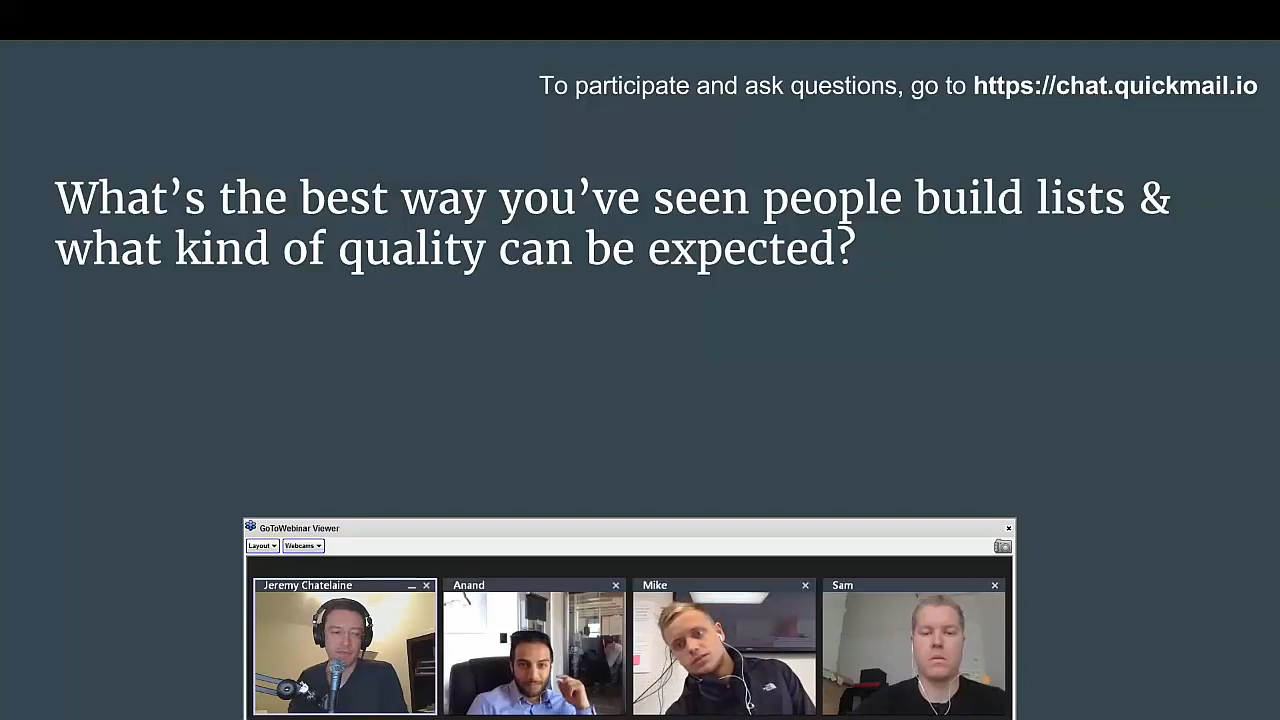 To participate and ask questions, go to https://chat.quickmail.io
What’s the best way you’ve seen people build lists &
what kind of quality can be expected?
GoToWebinar Viewer
Layout
Webcams
Jeremy Chatelaine
Anand
Mike
Sam